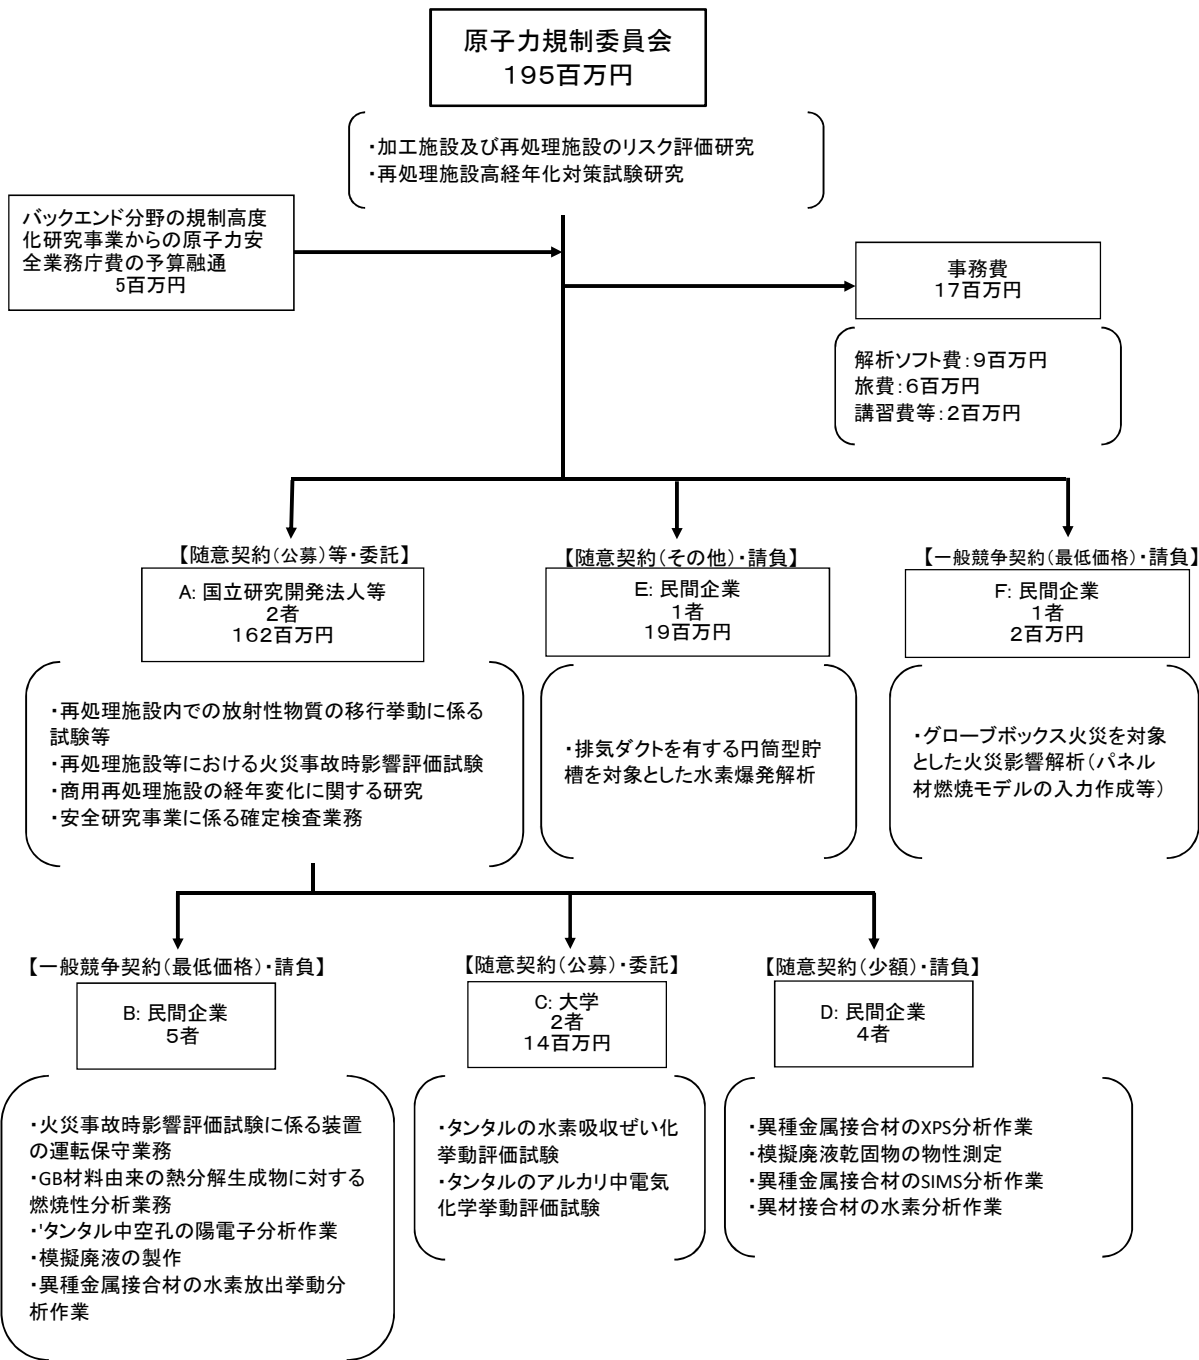 原子力規制委員会
195百万円
・加工施設及び再処理施設のリスク評価研究
・再処理施設高経年化対策試験研究
バックエンド分野の規制高度
化研究事業からの原子力安
全業務庁費の予算融通
5百万円
事務費
17百万円
解析ソフト費：9百万円
旅費：6百万円
講習費等：2百万円
【随意契約（公募）等・委託】
A: 国立研究開発法人等
2者
162百万円
・再処理施設内での放射性物質の移行挙動に係る
試験等
・再処理施設等における火災事故時影響評価試験
・商用再処理施設の経年変化に関する研究
・安全研究事業に係る確定検査業務
【随意契約（その他）・請負】
E: 民間企業
1者
19百万円
・排気ダクトを有する円筒型貯
槽を対象とした水素爆発解析
【一般競争契約（最低価格）・請負】
F: 民間企業
1者
2百万円
・グローブボックス火災を対象
とした火災影響解析（パネル
材燃焼モデルの入力作成等）
【一般競争契約（最低価格）・請負】
B: 民間企業
5者
・火災事故時影響評価試験に係る装置
の運転保守業務
・GB材料由来の熱分解生成物に対する
燃焼性分析業務
・'タンタル中空孔の陽電子分析作業
・模擬廃液の製作
・異種金属接合材の水素放出挙動分
析作業
【随意契約（公募）・委託】
C: 大学
2者
14百万円
・タンタルの水素吸収ぜい化
挙動評価試験
・タンタルのアルカリ中電気
化学挙動評価試験
【随意契約（少額）・請負】
D: 民間企業
4者
・異種金属接合材のXPS分析作業
・模擬廃液乾固物の物性測定
・異種金属接合材のSIMS分析作業
・異材接合材の水素分析作業